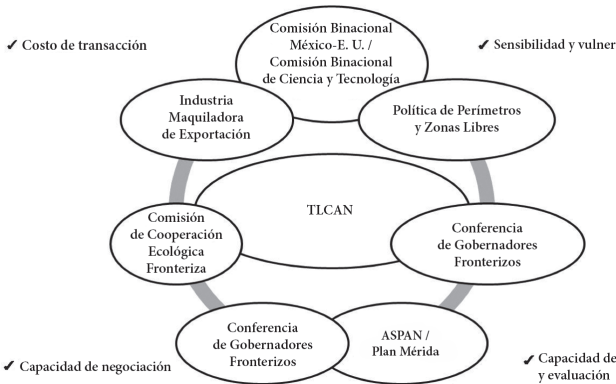 Comisión Binacional
México-E. U. /
Comisión Binacional
de Ciencia y Tecnología
✓ Costo de transacción
✓ Sensibilidad y vulner
Industria
Maquiladora
de Exportación
Política de Perímetros
y Zonas Libres
TLCAN
Comisión
de Cooperación
Ecológica
Fronteriza
Conferencia
de Gobernadores
Fronterizos
Conferencia
de Gobernadores
Fronterizos
ASPAN /
Plan Mérida
✓ Capacidad de negociación
✓ Capacidad de
y evaluación